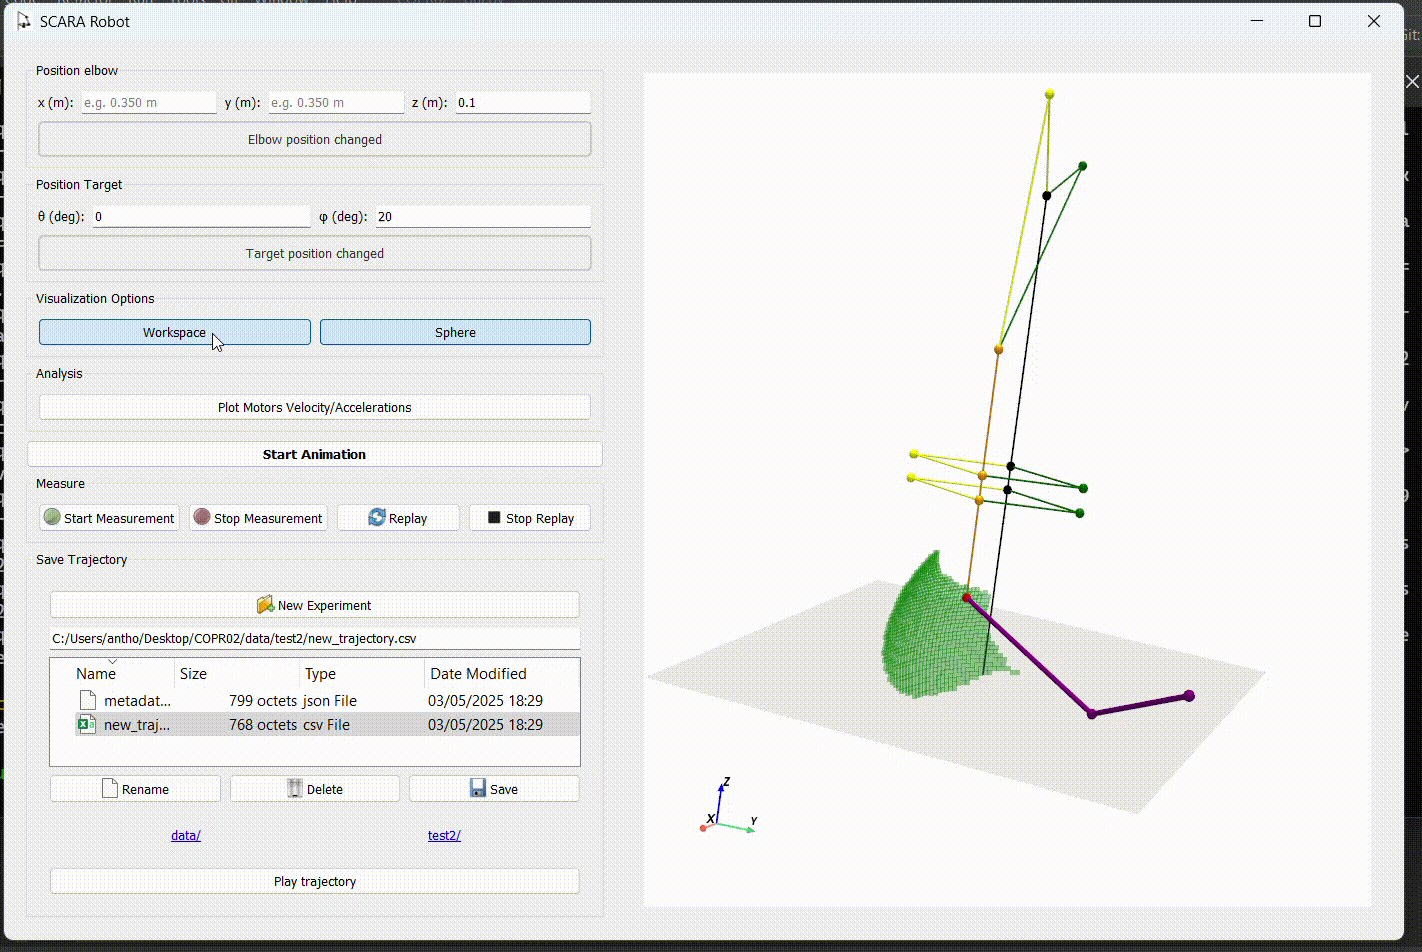 SCARA Robot
Position elbow
x (m): e.g. 0.350 m y (m): e.g. 0.350 m z (m): 0.1
Elbow position changed
Position Target
θ (deg): 0 φ (deg): 20
Target position changed
Visualization Options
Workspace Sphere
Analysis
Plot Motors Velocity/Accelerations
Start Animation
Measure
Start Measurement Stop Measurement Replay Stop Replay
Save Trajectory
New Experiment
C:/Users/antho/Desktop/COPR02/data/test2/new_trajectory.csv
Name Size Type Date Modified
metadat... 799 octets json File 03/05/2025 18:29
new_traj... 768 octets csv File 03/05/2025 18:29
Rename Delete Save
data/ test2/
Play trajectory
Z
X Y